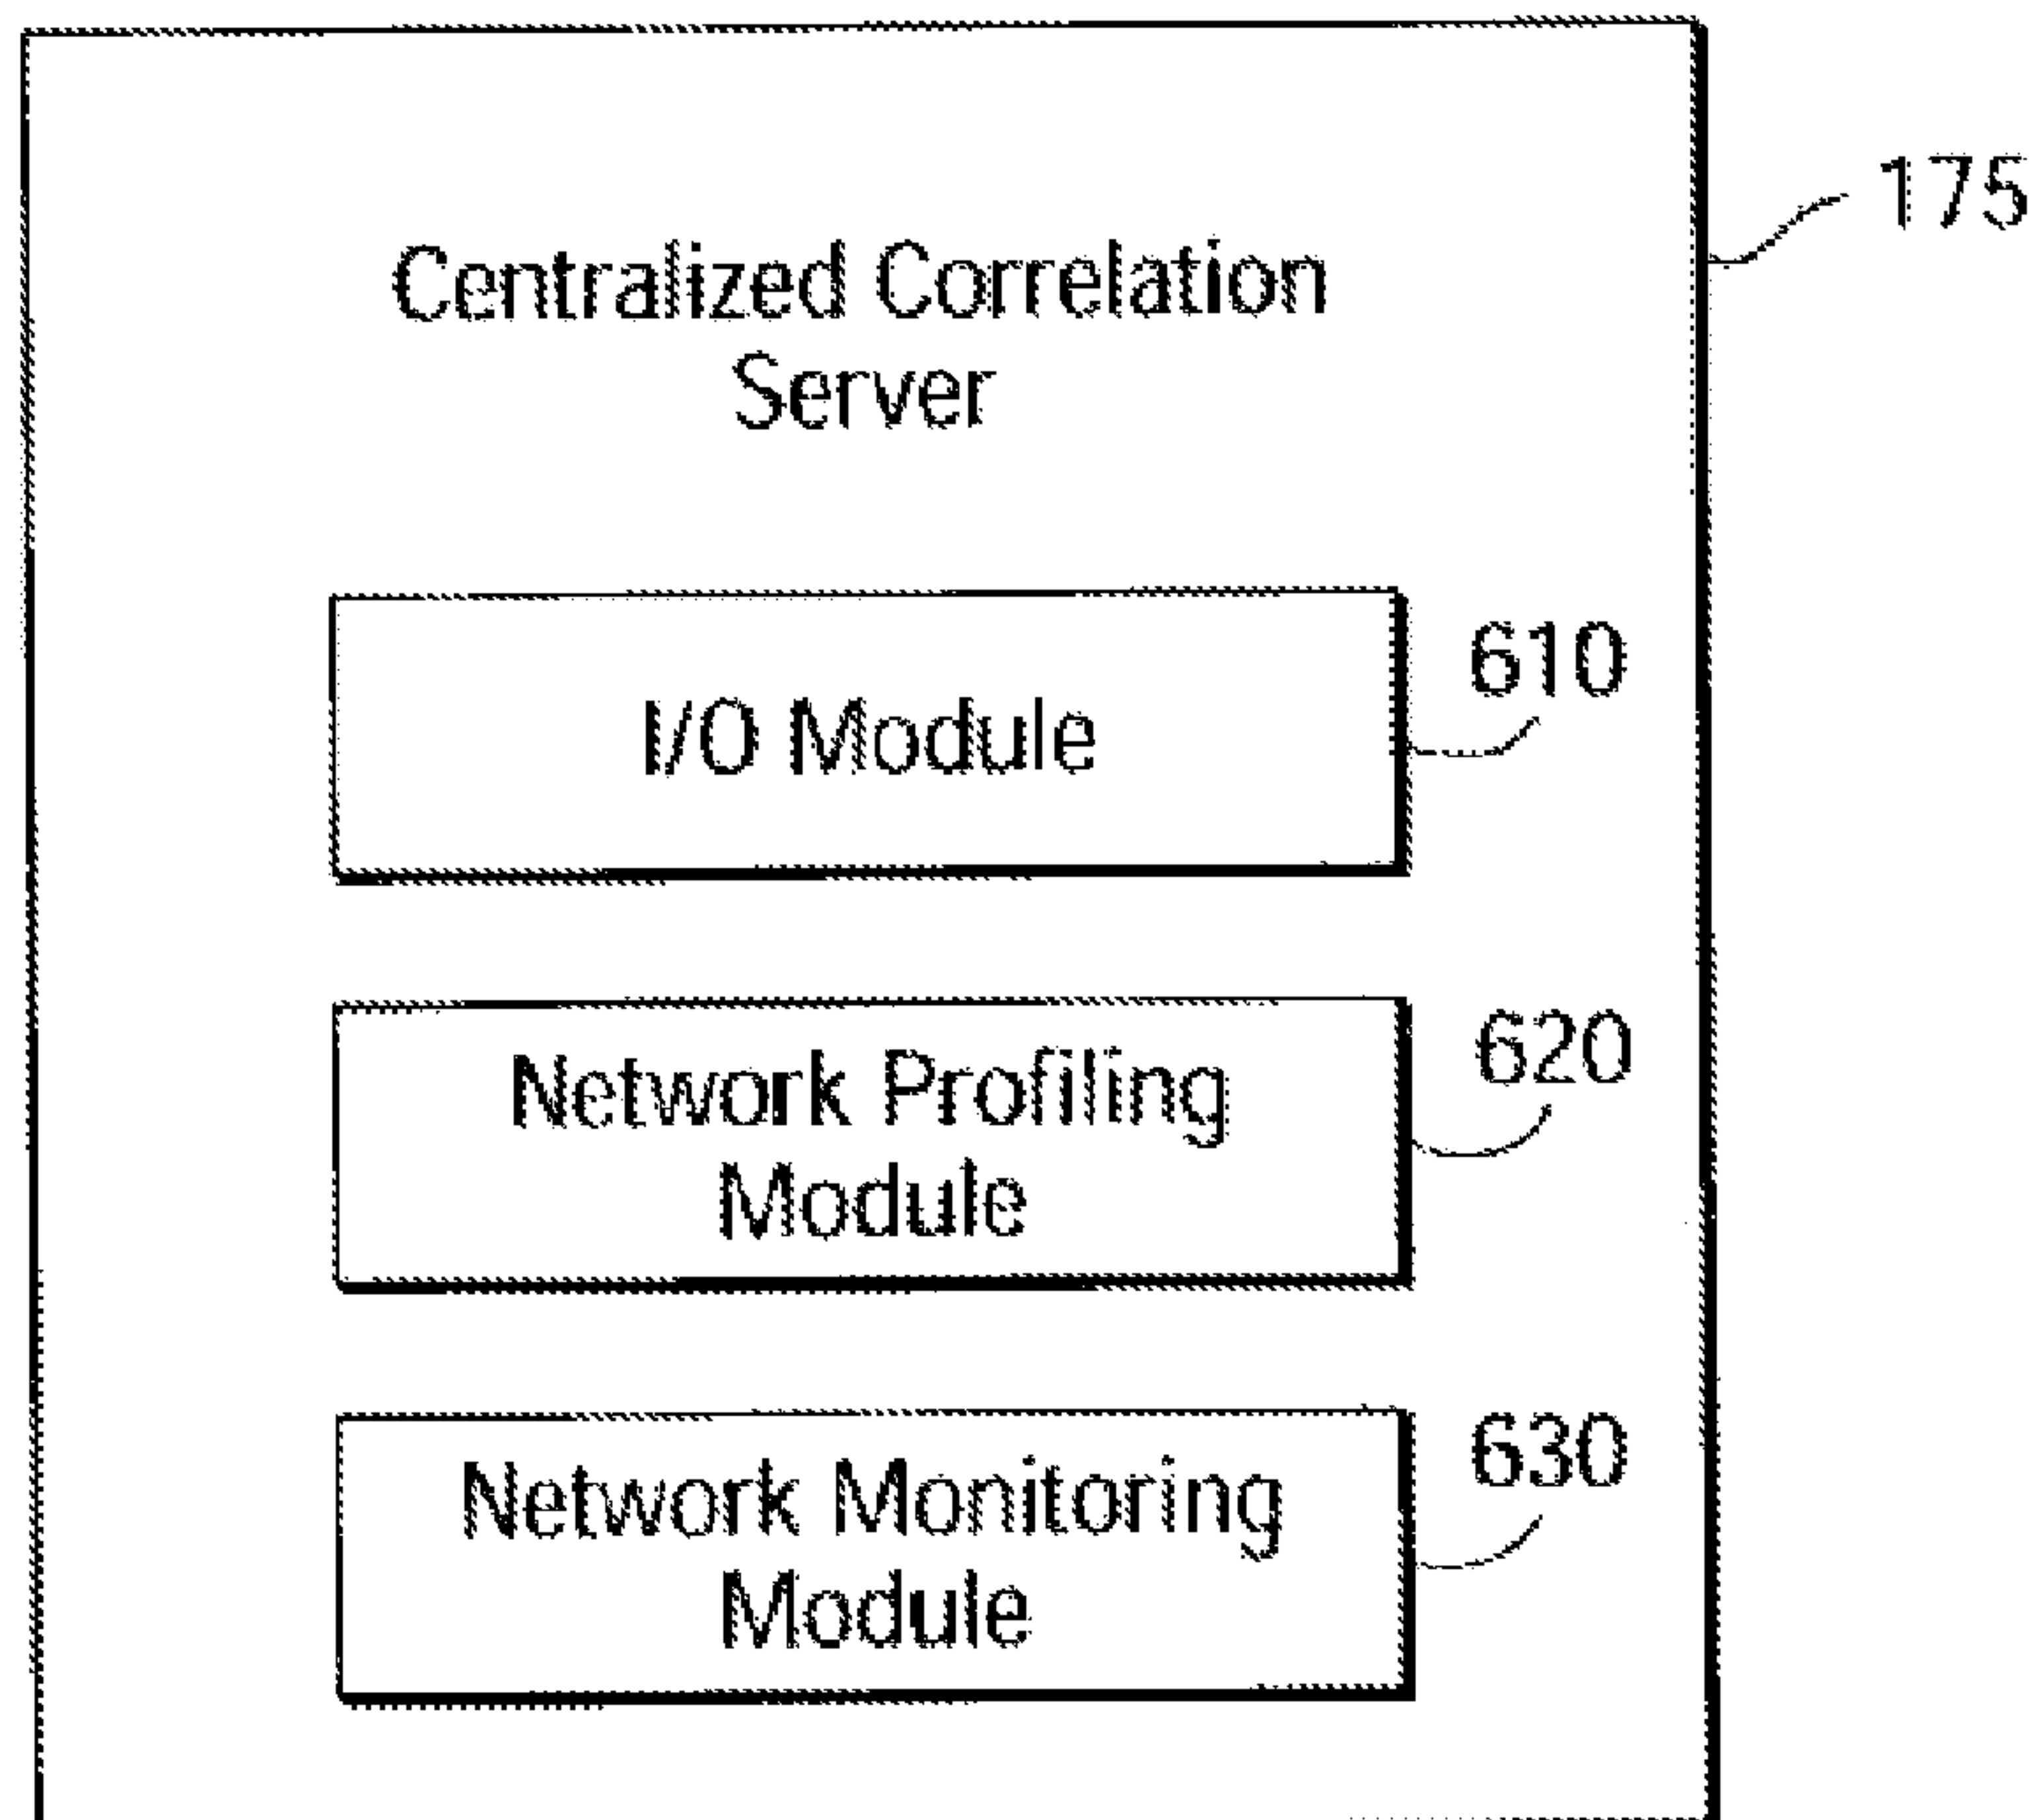 175
Centralized Correlation
Server
610
I/O Module
620
Network Profiling
Module
630
Network Monitoring
Module